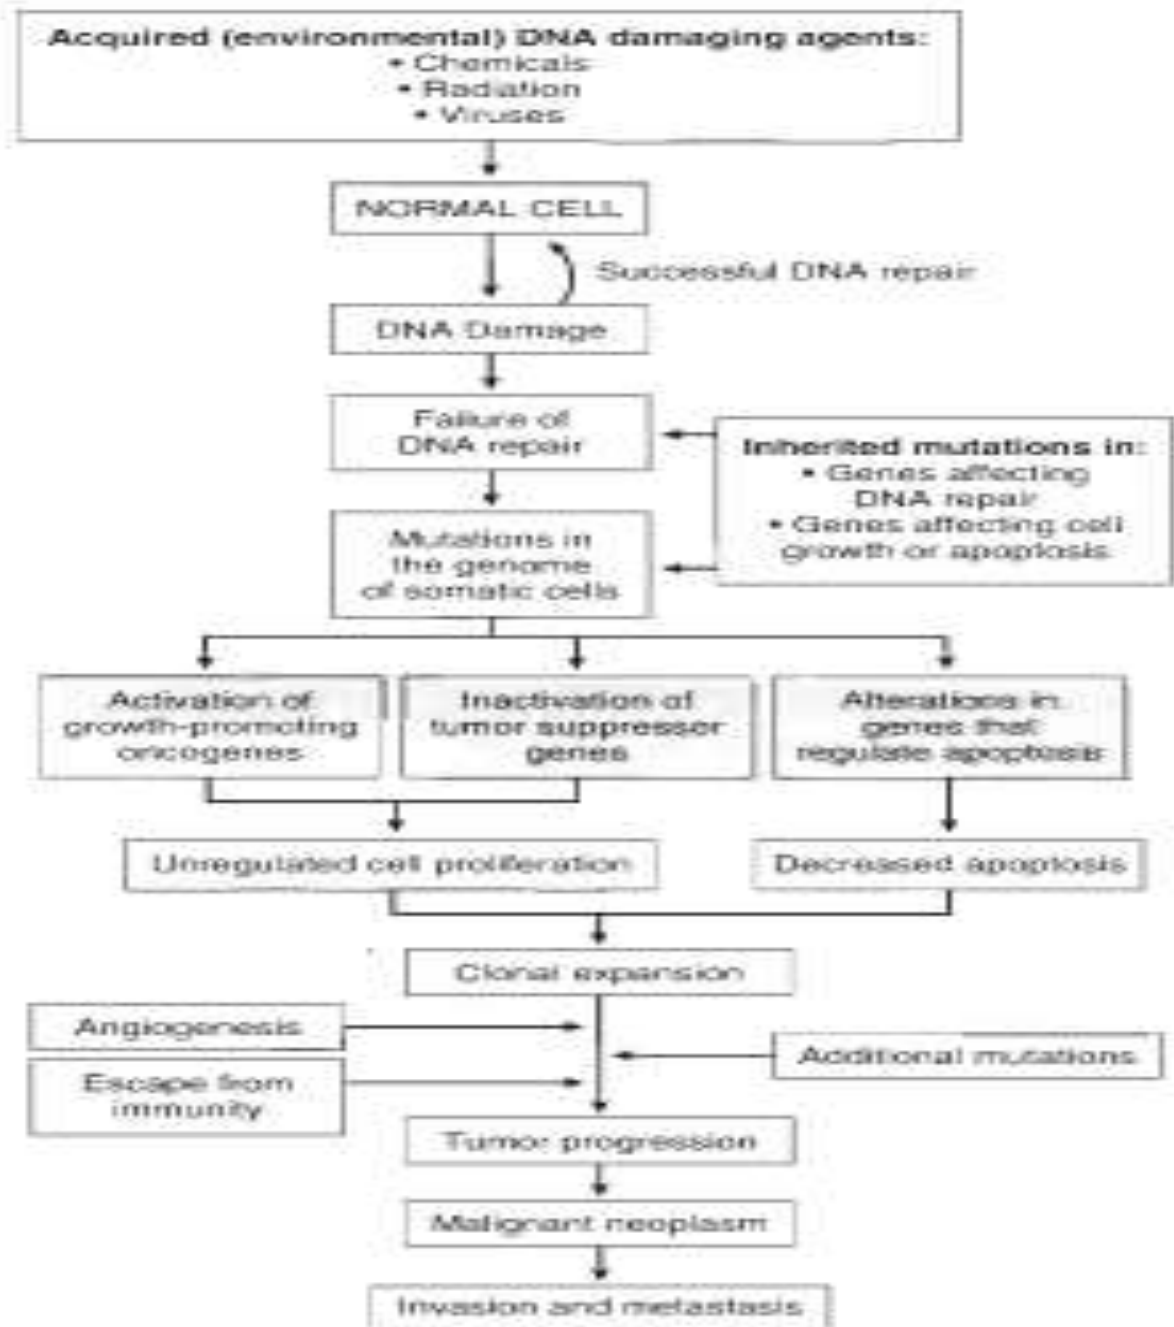 Acquired (environmental) DNA damaging agents:
• Chemicals
• Radiation
• Viruses
NORMAL CELL
Successful DNA repair
DNA Damage
Failure of
DNA repair
Inherited mutations in:
• Genes affecting
DNA repair
• Genes affecting cell
growth or apoptosis
Mutations in
the genome
of somatic cells
Activation of
growth-promoting
oncogenes
Inactivation of
tumor suppressor
genes
Alterations in
genes that
regulate apoptosis
Unregulated cell proliferation
Decreased apoptosis
Clonal expansion
Angiogenesis
Additional mutations
Escape from
immunity
Tumor progression
Malignant neoplasm
Invasion and metastasis